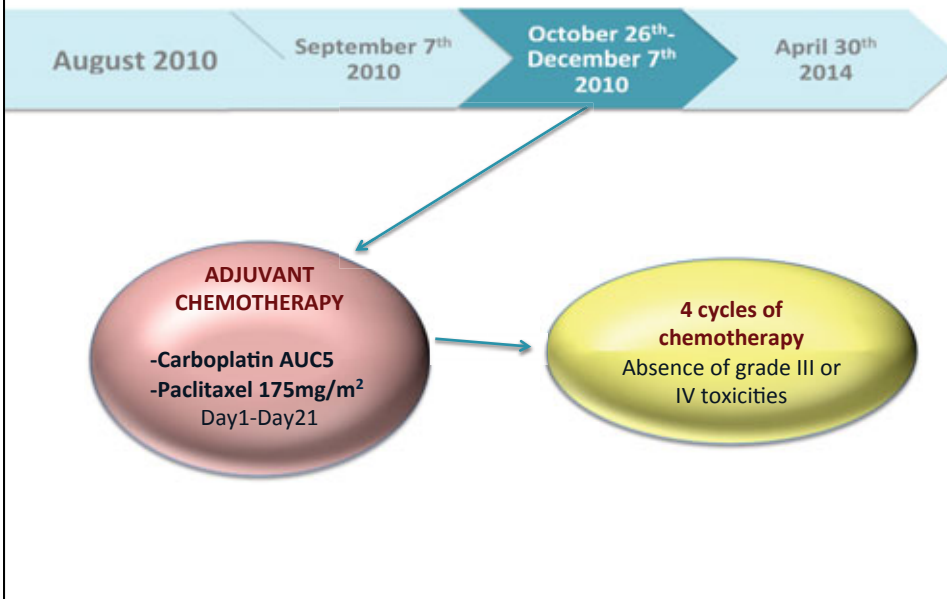 August 2010
September 7th
2010
October 26th-
December 7th
2010
April 30th
2014
ADJUVANT
CHEMOTHERAPY
-Carboplatin AUC5
-Paclitaxel 175mg/m2
Day1-Day21
4 cycles of
chemotherapy
Absence of grade III or
IV toxicities